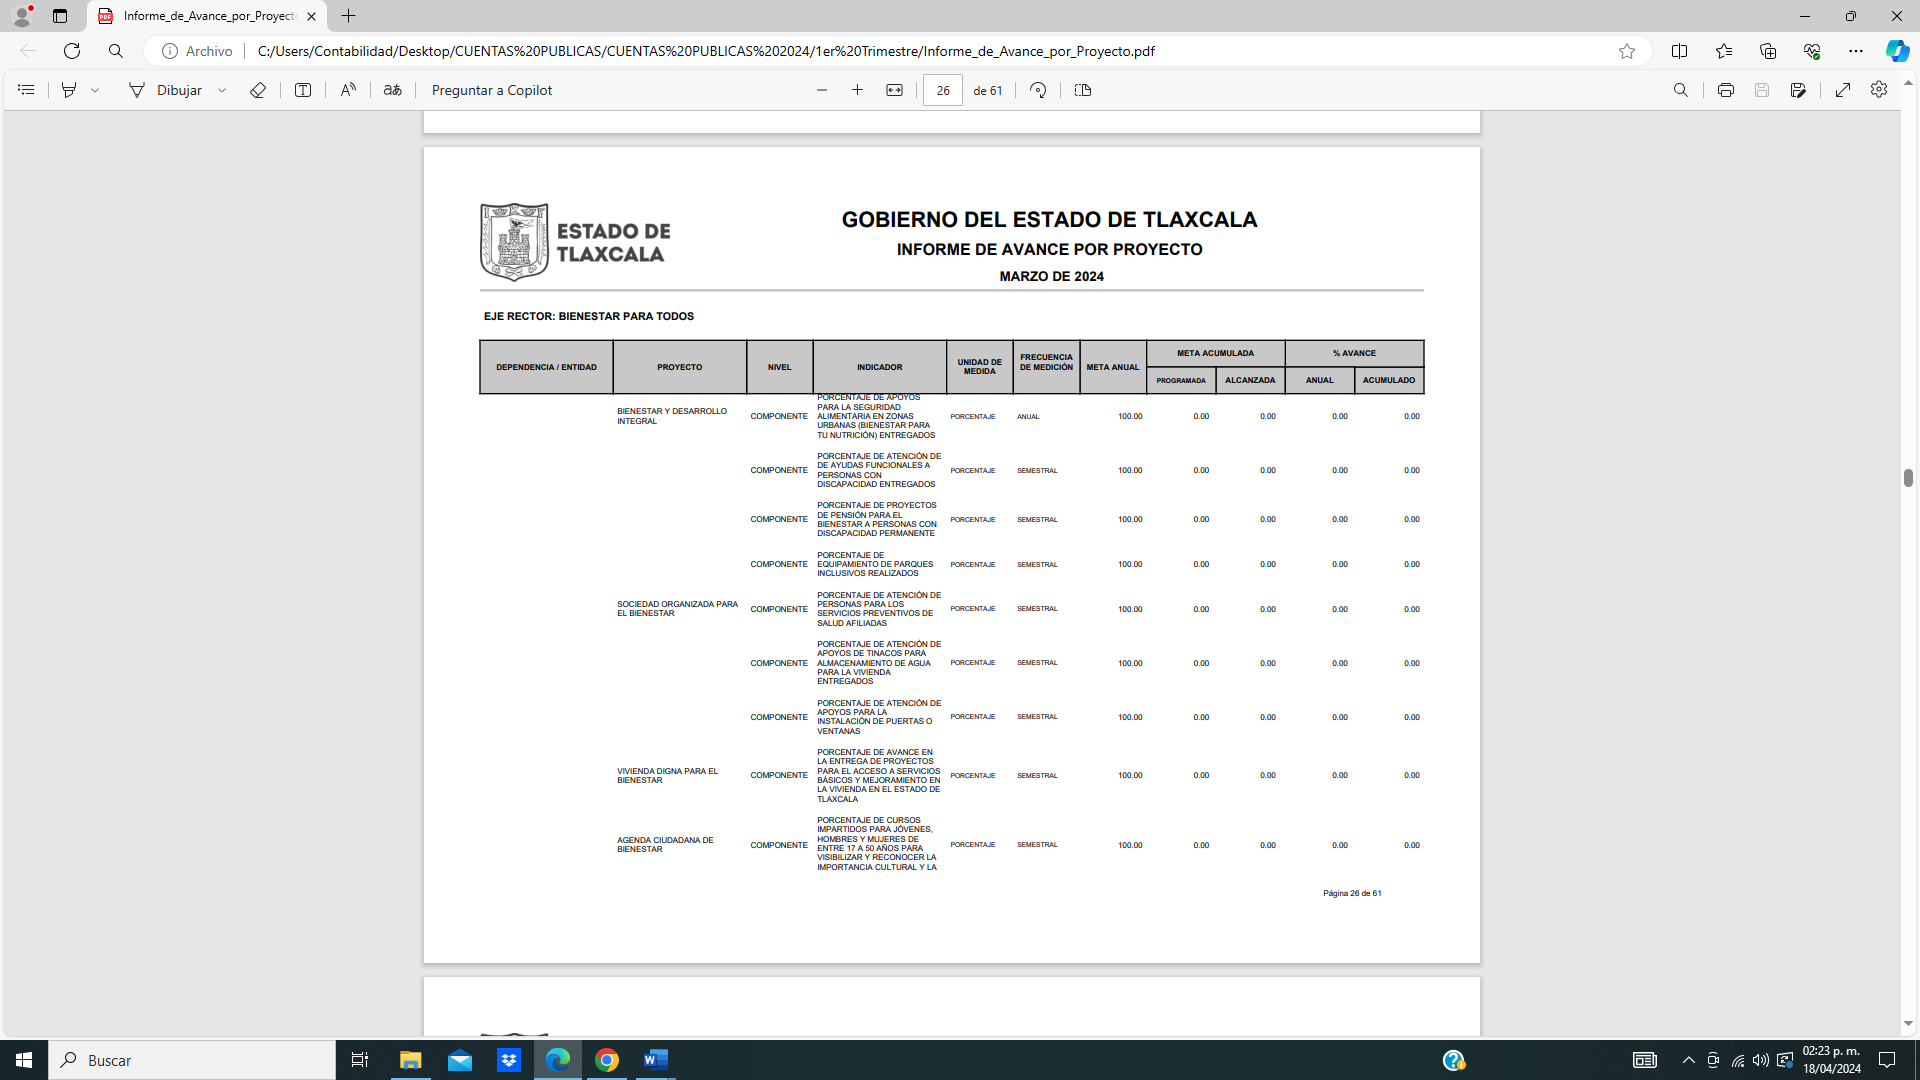 Informe_de_Avance_por_Proyecto
Archivo
C:/Users/Contabilidad/Desktop/CUENTAS%20PUBLICAS/CUENTAS%20PUBLICAS%202024/1er%20Trimestre/Informe_de_Avance_por_Proyecto.pdf
Dibujar
Preguntar a Copilot
26 de 61
ESTADO DE
TLAXCALA
GOBIERNO DEL ESTADO DE TLAXCALA
INFORME DE AVANCE POR PROYECTO
MARZO DE 2024
EJE RECTOR: BIENESTAR PARA TODOS
DEPENDENCIA / ENTIDAD
PROYECTO
NIVEL
INDICADOR
UNIDAD DE
MEDIDA
FRECUENCIA
DE MEDICIÓN
META ANUAL
META ACUMULADA
PROGRAMADA
ALCANZADA
% AVANCE
ANUAL
ACUMULADO
BIENESTAR Y DESARROLLO
INTEGRAL
COMPONENTE
PORCENTAJE DE APOYOS
PARA LA SEGURIDAD
ALIMENTARIA EN ZONAS
URBANAS (BIENESTAR PARA
TU NUTRICIÓN) ENTREGADOS
PORCENTAJE
ANUAL
100.00 0.00 0.00 0.00 0.00
COMPONENTE
PORCENTAJE DE ATENCIÓN DE
DE AYUDAS FUNCIONALES A
PERSONAS CON
DISCAPACIDAD ENTREGADOS
PORCENTAJE
SEMESTRAL
100.00 0.00 0.00 0.00 0.00
COMPONENTE
PORCENTAJE DE PROYECTOS
DE PENSIÓN PARA EL
BIENESTAR A PERSONAS CON
DISCAPACIDAD PERMANENTE
PORCENTAJE
SEMESTRAL
100.00 0.00 0.00 0.00 0.00
COMPONENTE
PORCENTAJE DE
EQUIPAMIENTO DE PARQUES
INCLUSIVOS REALIZADOS
PORCENTAJE
SEMESTRAL
100.00 0.00 0.00 0.00 0.00
SOCIEDAD ORGANIZADA PARA
EL BIENESTAR
COMPONENTE
PORCENTAJE DE ATENCIÓN DE
PERSONAS PARA LOS
SERVICIOS PREVENTIVOS DE
SALUD AFILIADAS
PORCENTAJE
SEMESTRAL
100.00 0.00 0.00 0.00 0.00
COMPONENTE
PORCENTAJE DE ATENCIÓN DE
APOYOS DE TINACOS PARA
ALMACENAMIENTO DE AGUA
PARA LA VIVIENDA
ENTREGADOS
PORCENTAJE
SEMESTRAL
100.00 0.00 0.00 0.00 0.00
COMPONENTE
PORCENTAJE DE ATENCIÓN DE
APOYOS PARA LA
INSTALACIÓN DE PUERTAS O
VENTANAS
PORCENTAJE
SEMESTRAL
100.00 0.00 0.00 0.00 0.00
VIVIENDA DIGNA PARA EL
BIENESTAR
COMPONENTE
PORCENTAJE DE AVANCE EN
LA ENTREGA DE PROYECTOS
PARA EL ACCESO A SERVICIOS
BÁSICOS Y MEJORAMIENTO EN
LA VIVIENDA EN EL ESTADO DE
TLAXCALA
PORCENTAJE
SEMESTRAL
100.00 0.00 0.00 0.00 0.00
AGENDA CIUDADANA DE
BIENESTAR
COMPONENTE
PORCENTAJE DE CURSOS
IMPARTIDOS PARA JÓVENES,
HOMBRES Y MUJERES DE
ENTRE 17 A 50 AÑOS PARA
VISIBILIZAR Y RECONOCER LA
IMPORTANCIA CULTURAL Y LA
PORCENTAJE
SEMESTRAL
100.00 0.00 0.00 0.00 0.00
Página 26 de 61
Buscar
02:23 p. m.
18/04/2024